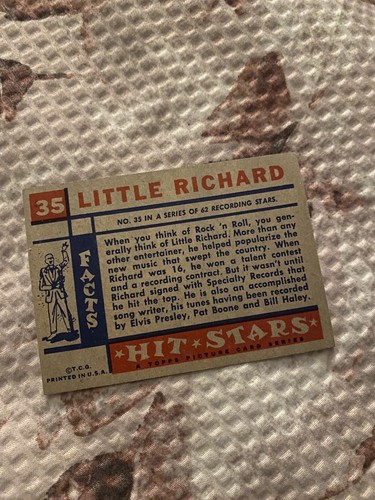 35 LITTLE RICHARD
NO. 35 IN A SERIES OF 62 RECORDING STARS.
FACTS
When you think of Rock 'n Roll, you gen-
erally think of Little Richard. More than any
other entertainer, he helped popularize the
new music that swept the country. When
Richard was 16, he won a talent contest
and a recording contract. But it wasn't until
Richard signed with Specialty Records that
he hit the top. He is also an accomplished
song writer, his tunes having been recorded
by Elvis Presley, Pat Boone and Bill Haley.
©T.C.G.
PRINTED IN U.S.A.
HIT STARS
A TOPPS PICTURE CARD SERIES